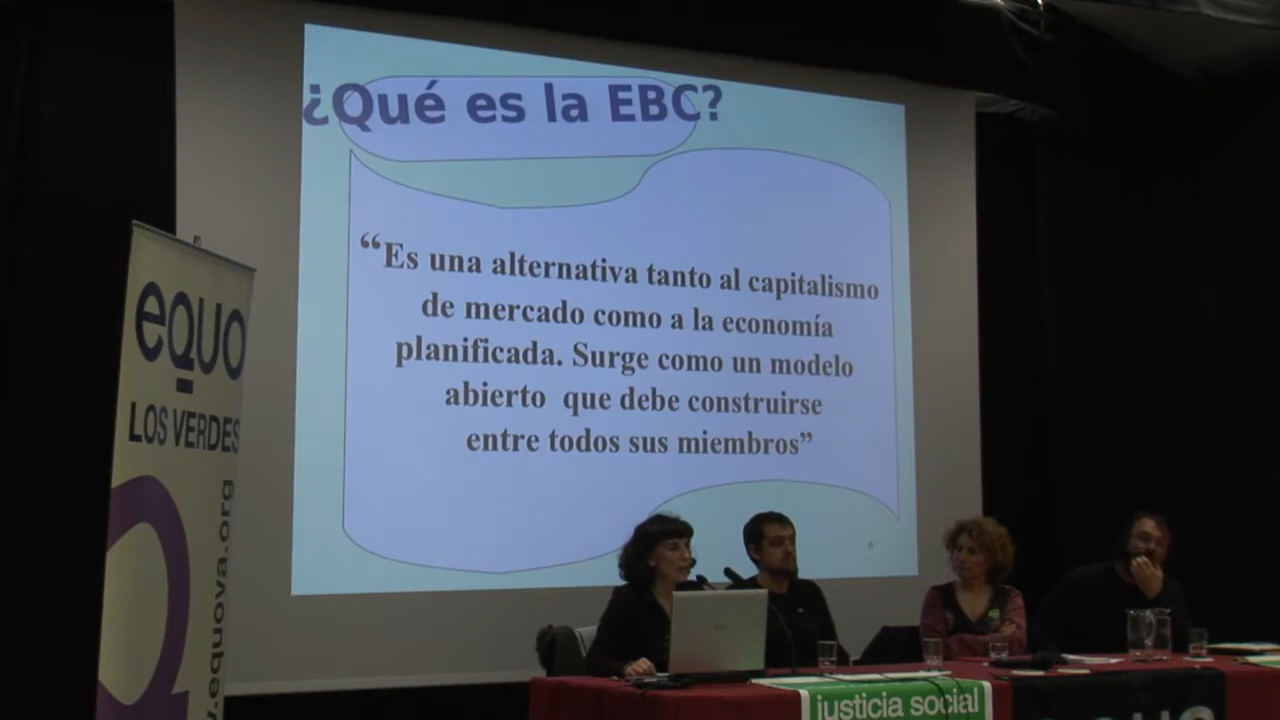 ¿Qué es la EBC?
“Es una alternativa tanto al capitalismo
de mercado como a la economía
planificada. Surge como un modelo
abierto que debe construirse
entre todos sus miembros”
6
equo
LOS VERDES
.equova.org
justicia social